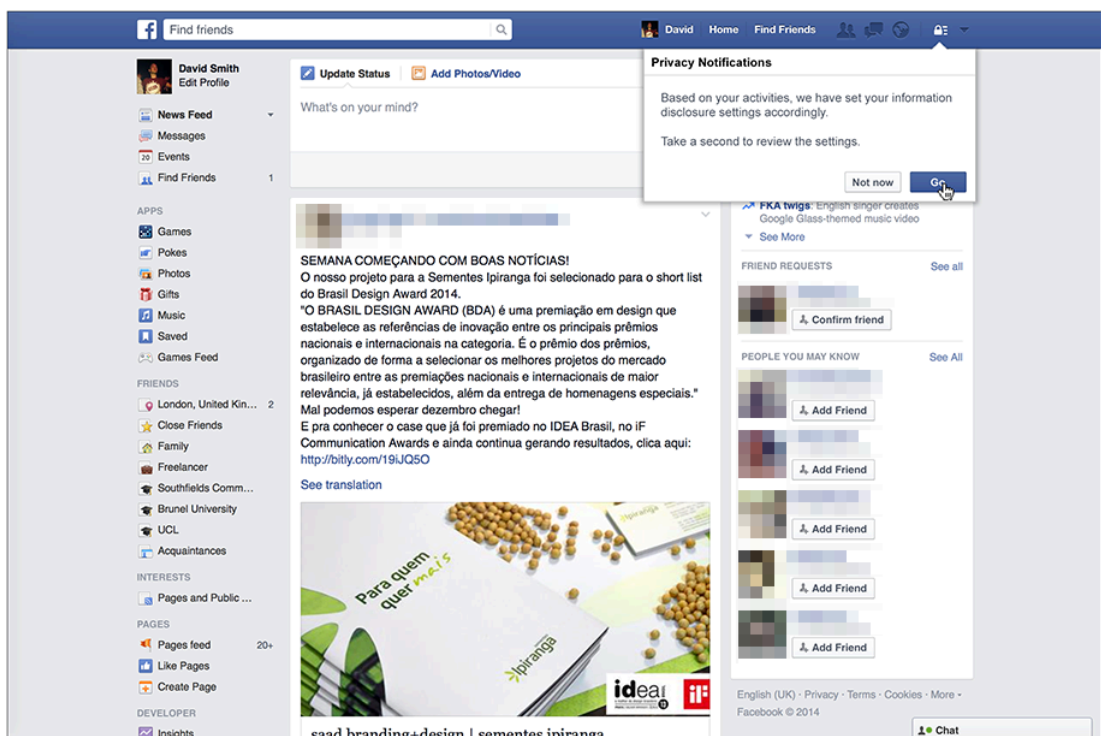 Find friends
David Home Find Friends
David Smith
Edit Profile
News Feed
Messages
20 Events
Find Friends 1
APPS
Games
Pokes
Photos
Gifts
Music
Saved
Games Feed
FRIENDS
London, United Kin... 2
Close Friends
Family
Freelancer
Southfields Comm...
Brunel University
UCL
Acquaintances
INTERESTS
Pages and Public ...
PAGES
Pages feed 20+
Like Pages
Create Page
DEVELOPER
Insights
Update Status Add Photos/Video
What's on your mind?
SEMANA COMEÇANDO COM BOAS NOTÍCIAS!
O nosso projeto para a Sementes Ipiranga foi selecionado para o short list
do Brasil Design Award 2014.
"O BRASIL DESIGN AWARD (BDA) é uma premiação em design que
estabelece as referências de inovação entre os principais prêmios
nacionais e internacionais na categoria. É o prêmio dos prêmios,
organizado de forma a selecionar os melhores projetos do mercado
brasileiro entre as premiações nacionais e internacionais de maior
relevância, já estabelecidos, além da entrega de homenagens especiais."
Mal podemos esperar dezembro chegar!
E pra conhecer o case que já foi premiado no IDEA Brasil, no iF
Communication Awards e ainda continua gerando resultados, clica aqui:
http://bitly.com/19iJQ5O
See translation
Para quem
quer mais
Ipiranga
Ipiranga
idea
iF
saad branding+design | sementes ipiranga
Privacy Notifications
Based on your activities, we have set your information
disclosure settings accordingly.
Take a second to review the settings.
Not now Go
FKA twigs: English singer creates
Google Glass-themed music video
See More
FRIEND REQUESTS See all
Confirm friend
PEOPLE YOU MAY KNOW See All
Add Friend
Add Friend
Add Friend
Add Friend
Add Friend
English (UK) · Privacy · Terms · Cookies · More
Facebook © 2014
Chat